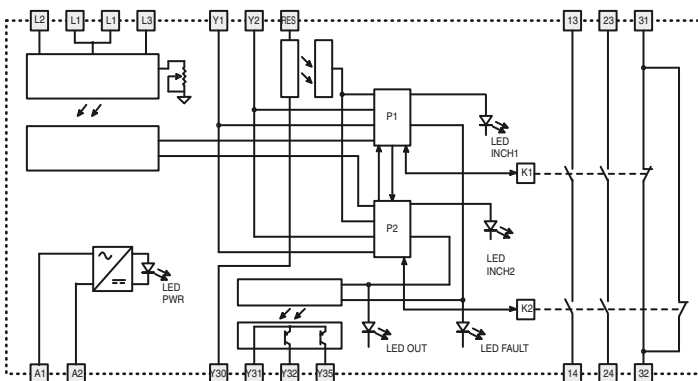 L2 L1 L1 L3 Y1 Y2 RES 13 23 31
P1
LED
INCH1
K1
P2
LED
INCH2
LED
PWR
K2
LED OUT LED FAULT
A1 A2 Y30 Y31 Y32 Y35 14 24 32